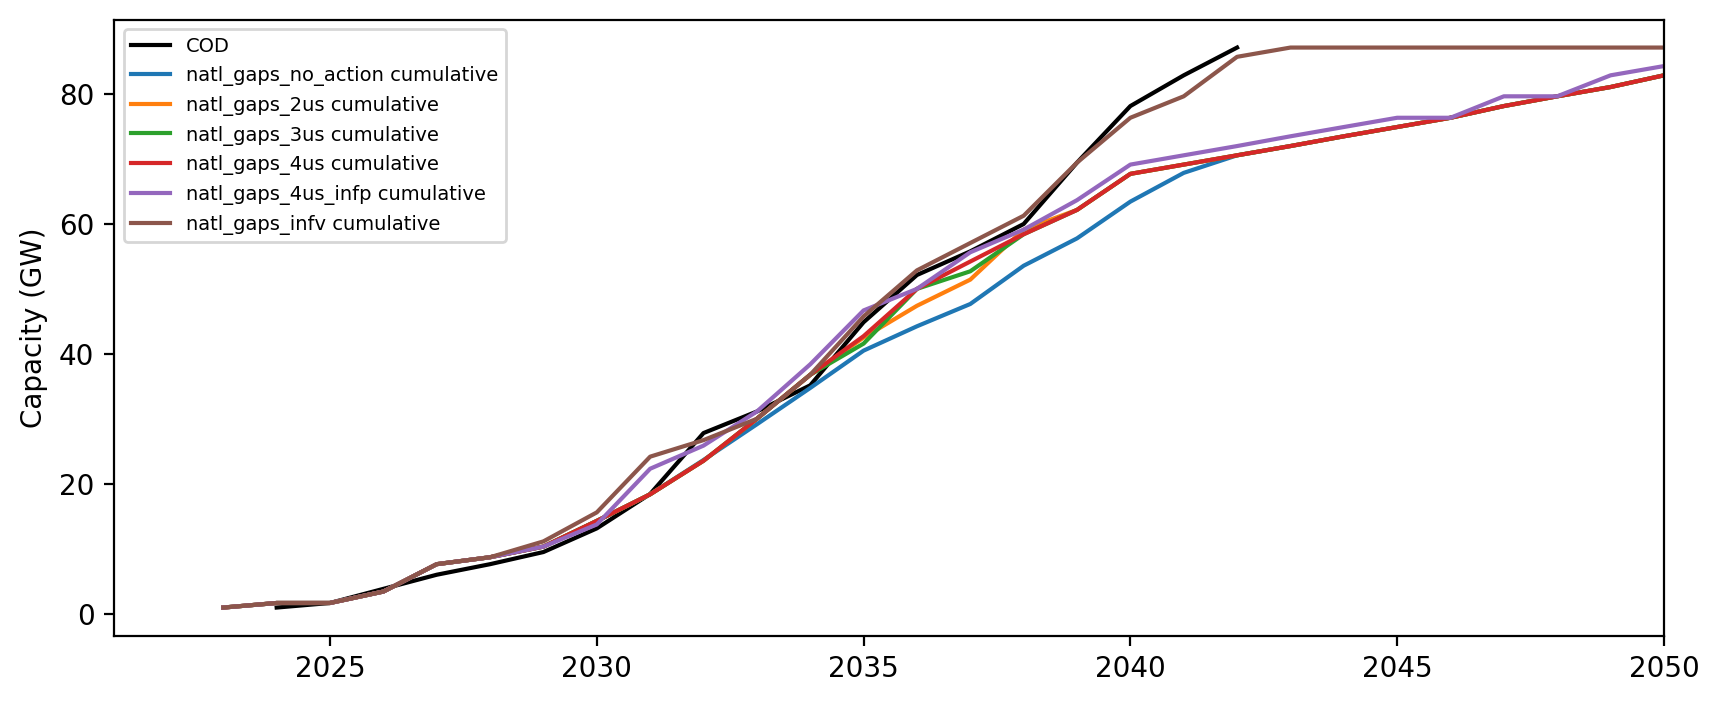 COD
natl_gaps_no_action cumulative
natl_gaps_2us cumulative
natl_gaps_3us cumulative
natl_gaps_4us cumulative
natl_gaps_4us_infp cumulative
natl_gaps_infv cumulative
Capacity (GW)
80
60
40
20
0
2025 2030 2035 2040 2045 2050